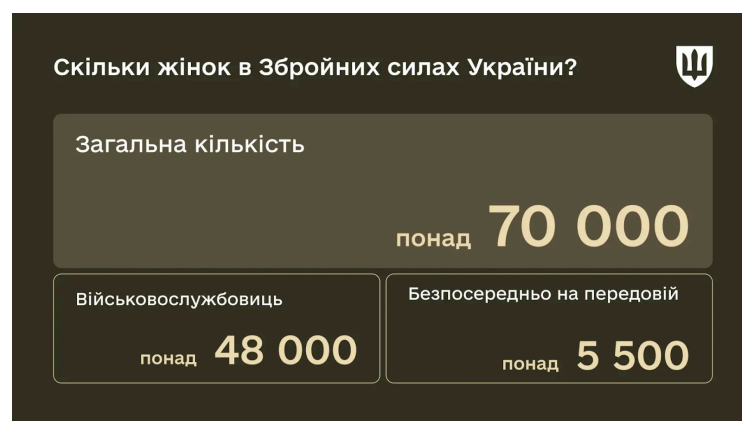 Скільки жінок в Збройних силах України?
Загальна кількість
понад 70 000
Військовослужбовиць
понад 48 000
Безпосередньо на передовій
понад 5 500